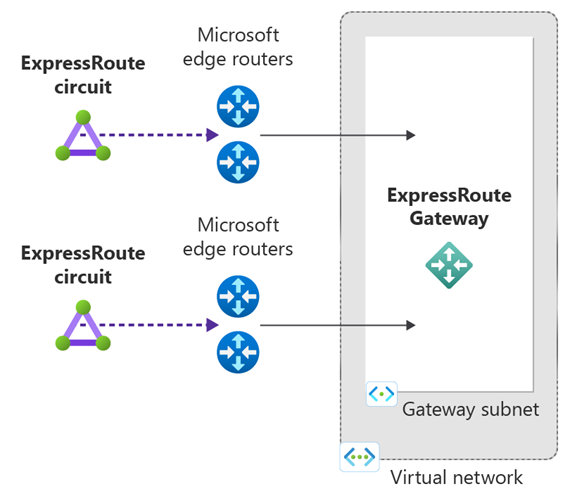 Microsoft
edge routers
ExpressRoute
circuit
ExpressRoute
Gateway
Microsoft
edge routers
ExpressRoute
circuit
Gateway subnet
Virtual network